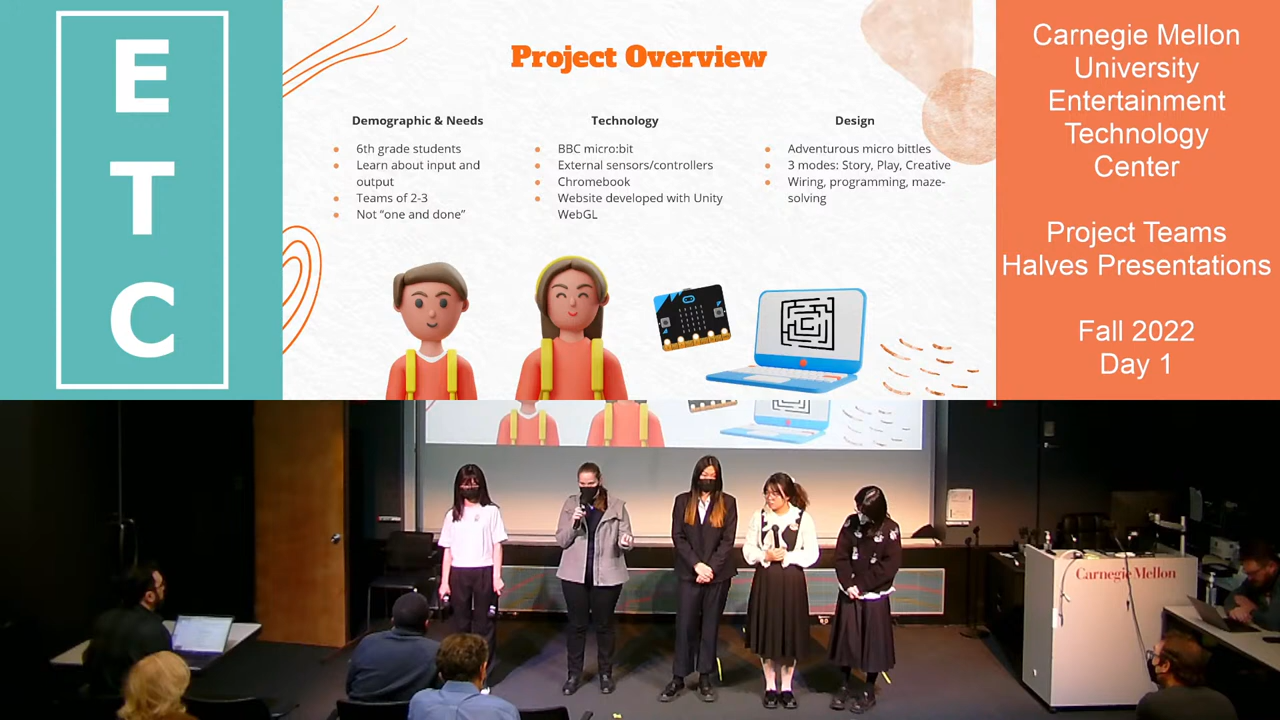 E
T
C
Project Overview
Demographic & Needs
6th grade students
Learn about input and
output
Teams of 2-3
Not “one and done”
Technology
BBC micro:bit
External sensors/controllers
Chromebook
Website developed with Unity
WebGL
Design
Adventurous micro bittles
3 modes: Story, Play, Creative
Wiring, programming, maze-
solving
Carnegie Mellon
University
Entertainment
Technology
Center
Project Teams
Halves Presentations
Fall 2022
Day 1
Carnegie Mellon